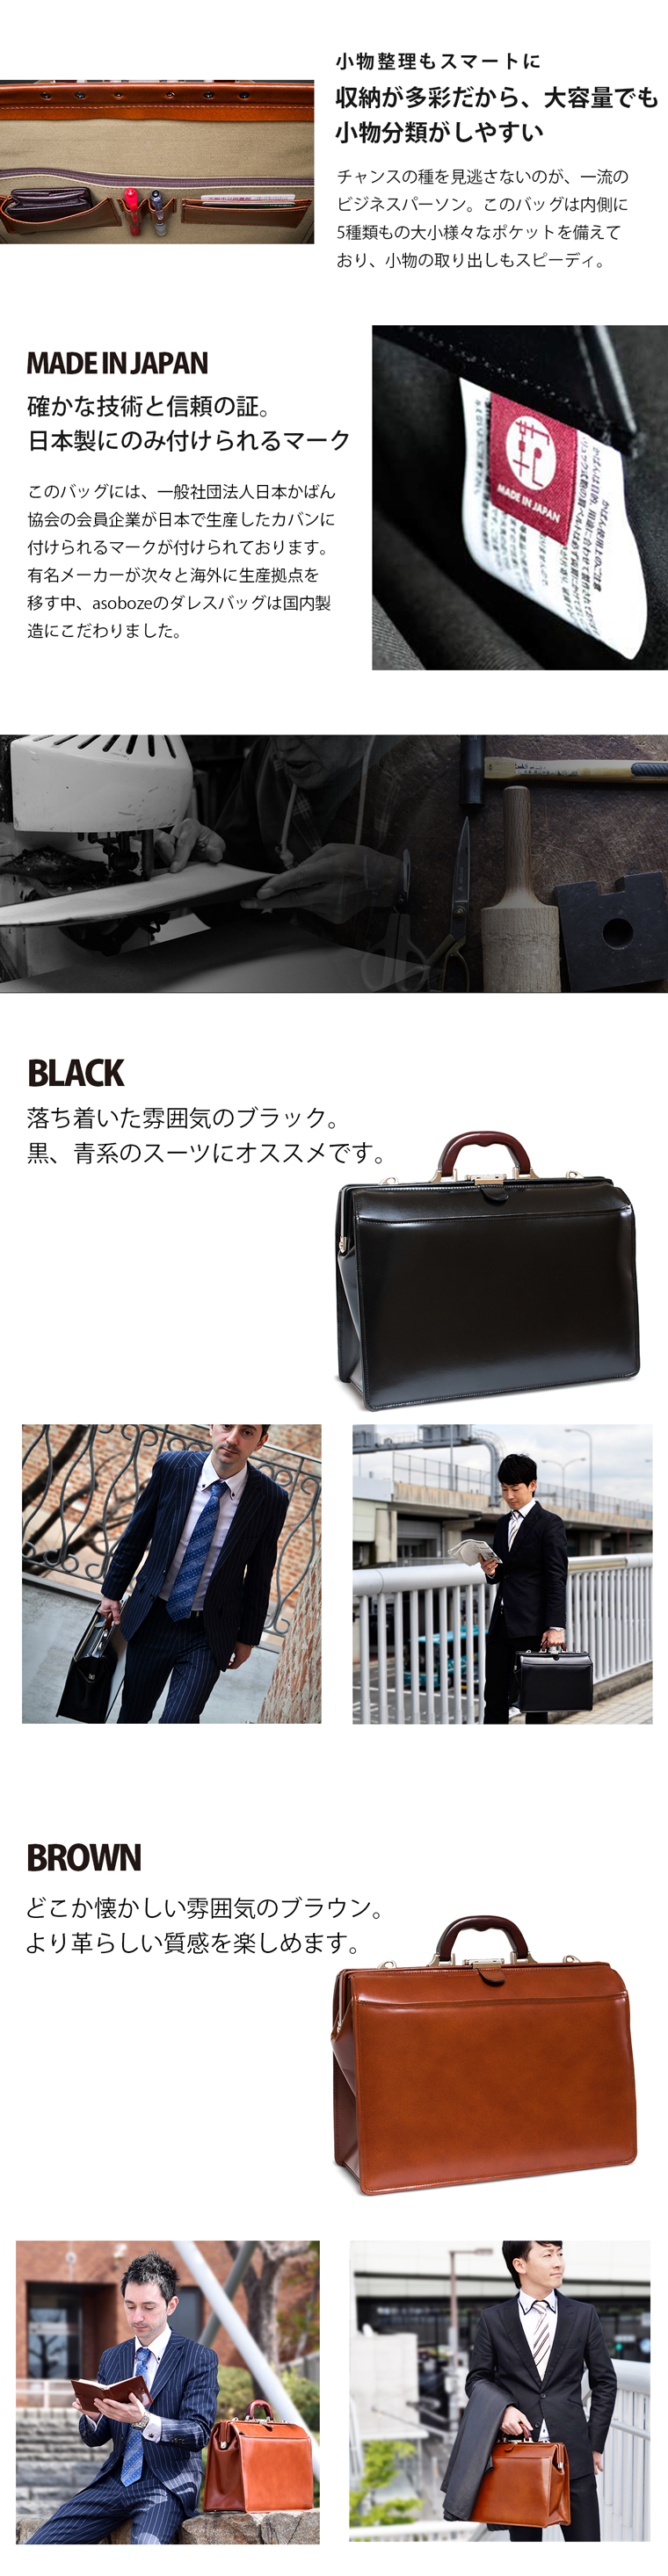 小物整理もスマートに
収納が多彩だから、大容量でも
小物分類がしやすい
チャンスの種を見逃さないのが、一流の
ビジネスパーソン。このバッグは内側に
5種類もの大小様々なポケットを備えて
おり、小物の取り出しもスピーディ。
MADE IN JAPAN
確かな技術と信頼の証。
日本製にのみ付けられるマーク
このバッグには、一般社団法人日本かばん
協会の会員企業が日本で生産したカバンに
付けられるマークが付けられております。
有名メーカーが次々と海外に生産拠点を
移す中、asobozeのダレスバッグは国内製
造にこだわりました。
MADE IN JAPAN
BLACK
落ち着いた雰囲気のブラック。
黒、青系のスーツにオススメです。
BROWN
どこか懐かしい雰囲気のブラウン。
より革らしい質感を楽しめます。